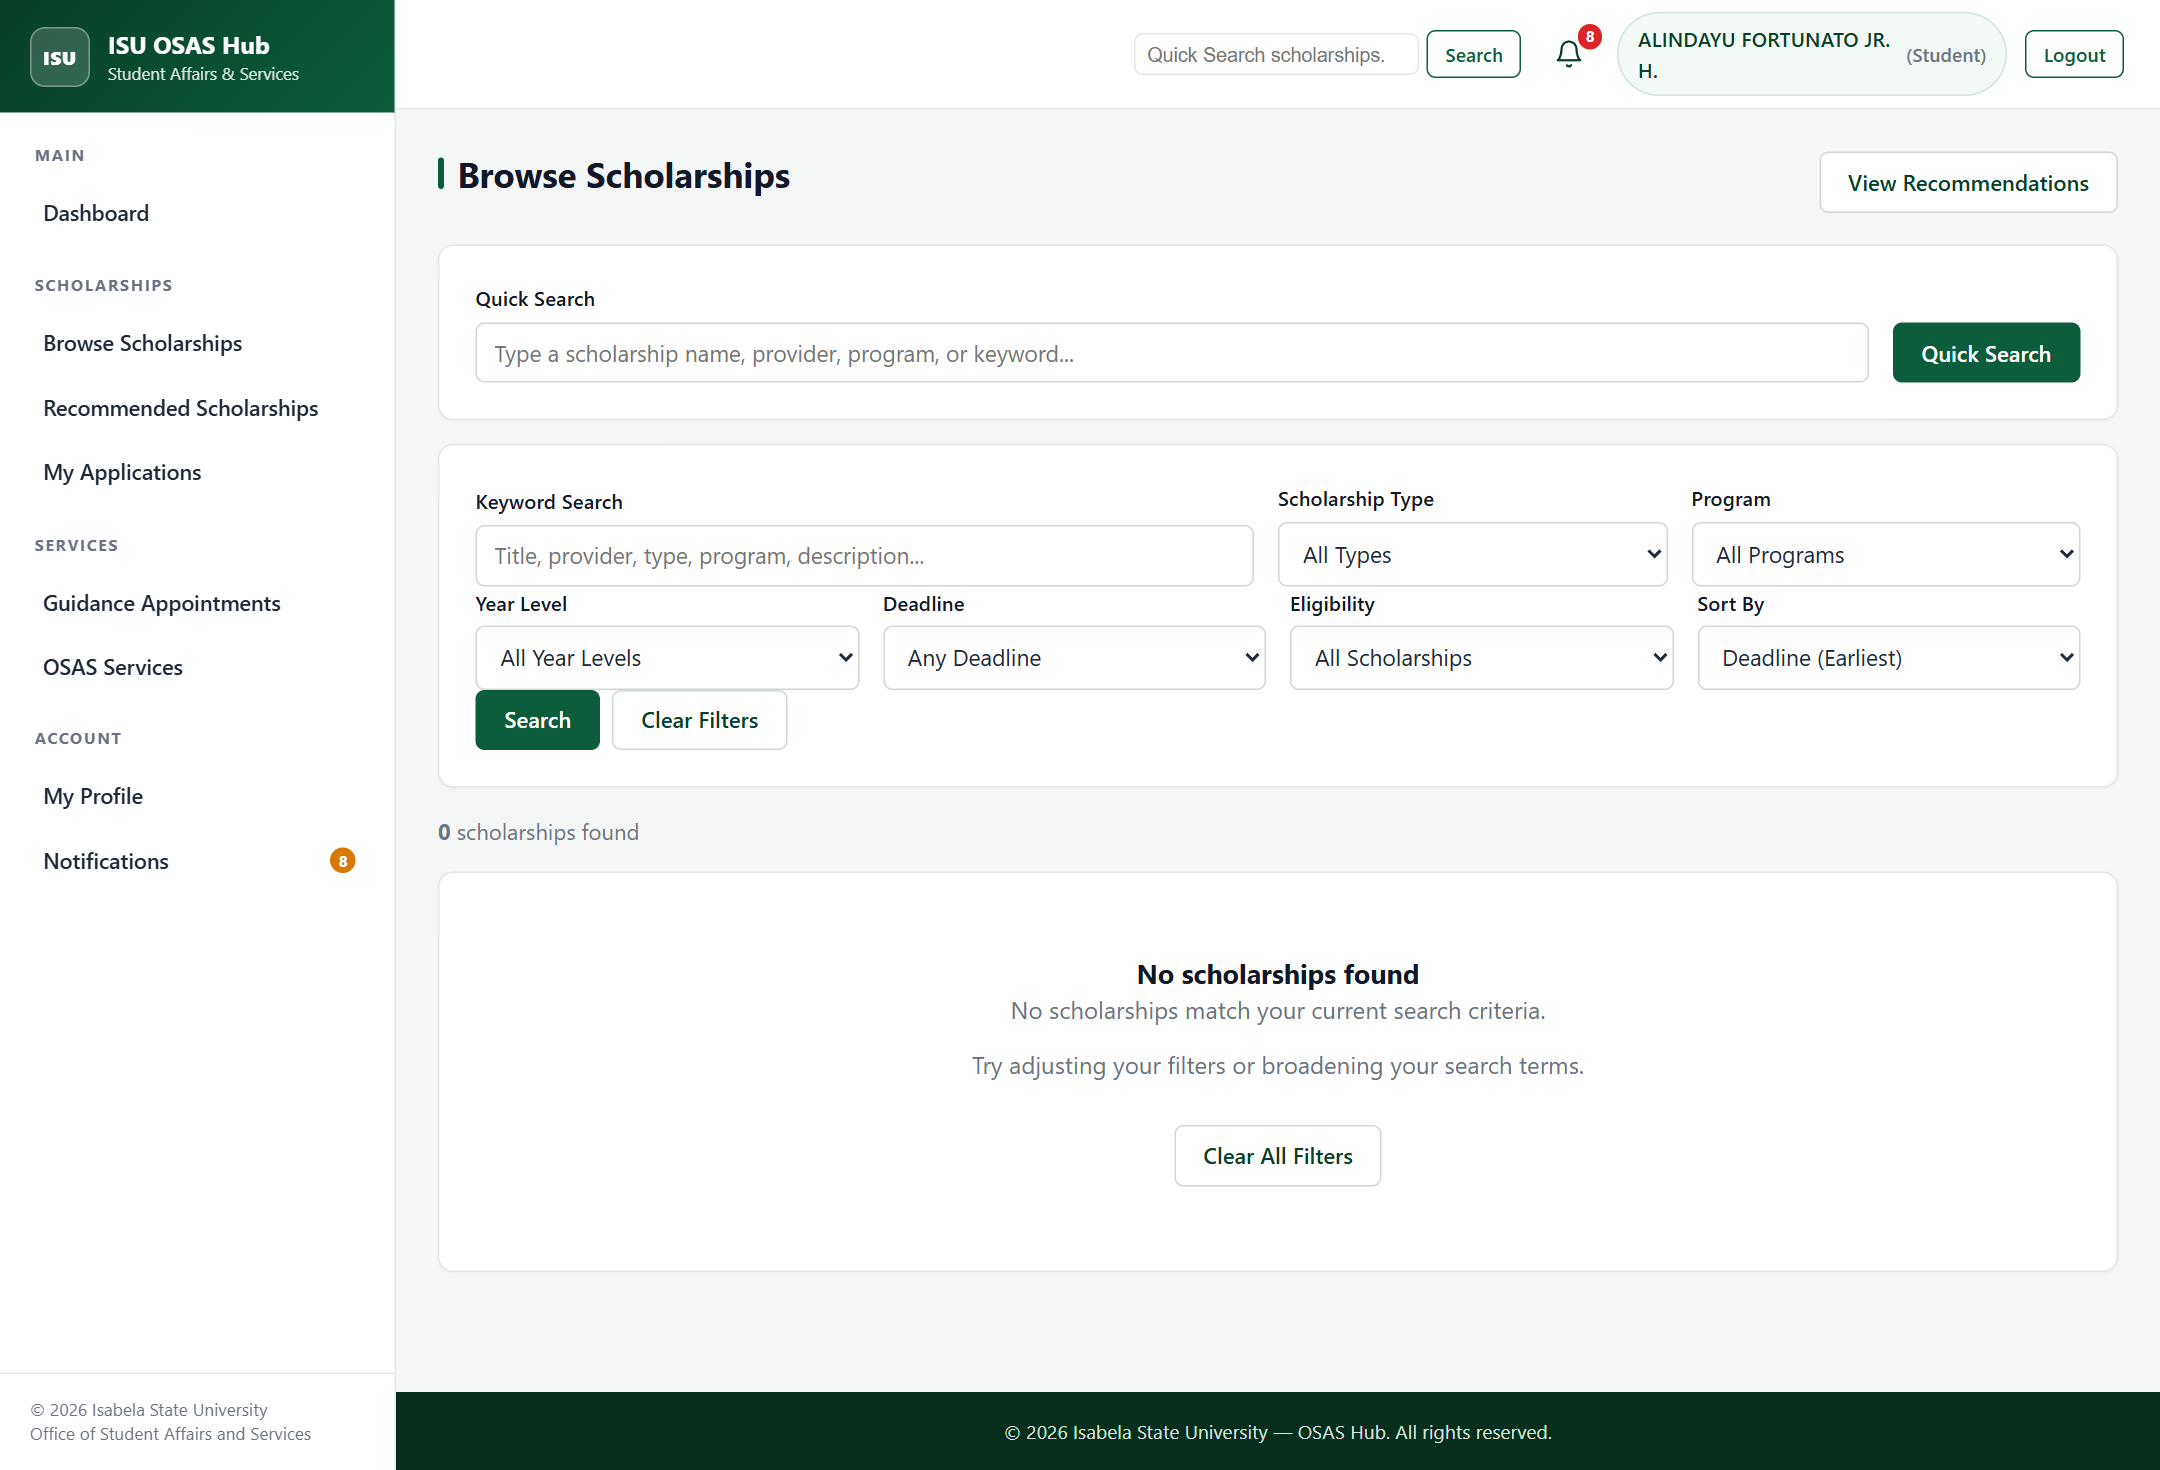 ISU
ISU OSAS Hub
Student Affairs & Services
MAIN
Dashboard
SCHOLARSHIPS
Browse Scholarships
Recommended Scholarships
My Applications
SERVICES
Guidance Appointments
OSAS Services
ACCOUNT
My Profile
Notifications
8
© 2026 Isabela State University
Office of Student Affairs and Services
Quick Search scholarships.
Search
8
ALINDAYU FORTUNATO JR.
H.
(Student)
Logout
Browse Scholarships
View Recommendations
Quick Search
Type a scholarship name, provider, program, or keyword...
Quick Search
Keyword Search
Title, provider, type, program, description...
Scholarship Type
All Types
Program
All Programs
Year Level
All Year Levels
Deadline
Any Deadline
Eligibility
All Scholarships
Sort By
Deadline (Earliest)
Search
Clear Filters
0 scholarships found
No scholarships found
No scholarships match your current search criteria.
Try adjusting your filters or broadening your search terms.
Clear All Filters
© 2026 Isabela State University — OSAS Hub. All rights reserved.